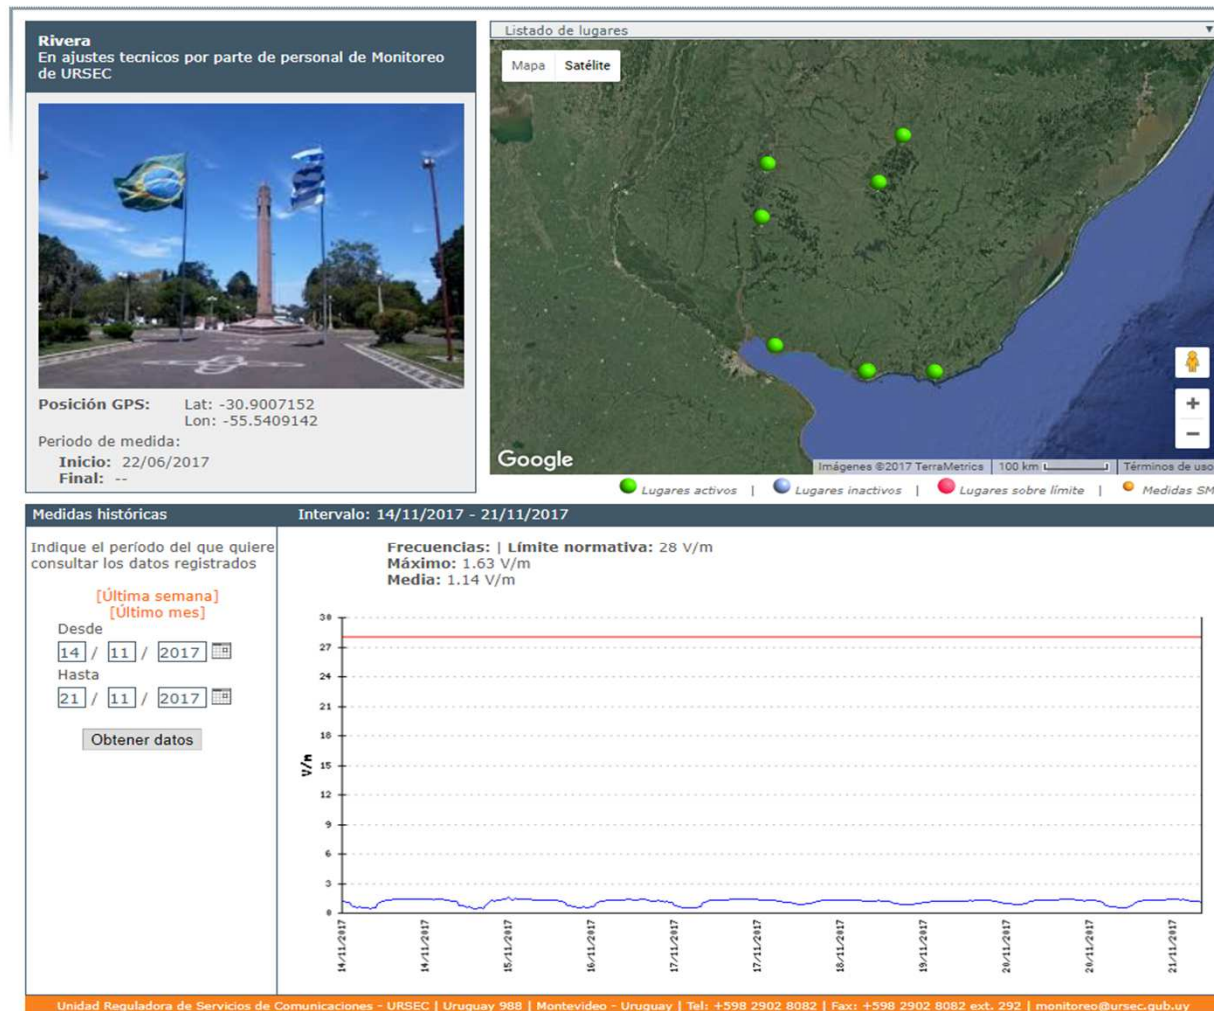 Rivera
En ajustes tecnicos por parte de personal de Monitoreo
de URSEC
Posición GPS: Lat: -30.9007152
Lon: -55.5409142
Periodo de medida:
Inicio: 22/06/2017
Final: --
Listado de lugares
Mapa Satélite
Google
Imágenes ©2017 TerraMetrics 100 km Términos de uso
Lugares activos | Lugares inactivos | Lugares sobre límite | Medidas SM
Medidas históricas
Intervalo: 14/11/2017 - 21/11/2017
Indique el período del que quiere
consultar los datos registrados
[Última semana]
[Último mes]
Desde
14 / 11 / 2017
Hasta
21 / 11 / 2017
Obtener datos
Frecuencias: | Límite normativa: 28 V/m
Máximo: 1.63 V/m
Media: 1.14 V/m
V/m
30
27
24
21
18
15
12
9
6
3
0
14/11/2017
14/11/2017
15/11/2017
16/11/2017
17/11/2017
17/11/2017
18/11/2017
19/11/2017
20/11/2017
20/11/2017
21/11/2017
Unidad Reguladora de Servicios de Comunicaciones - URSEC | Uruguay 988 | Montevideo - Uruguay | Tel: +598 2902 8082 | Fax: +598 2902 8082 ext. 292 | monitoreo@ursec.gub.uy